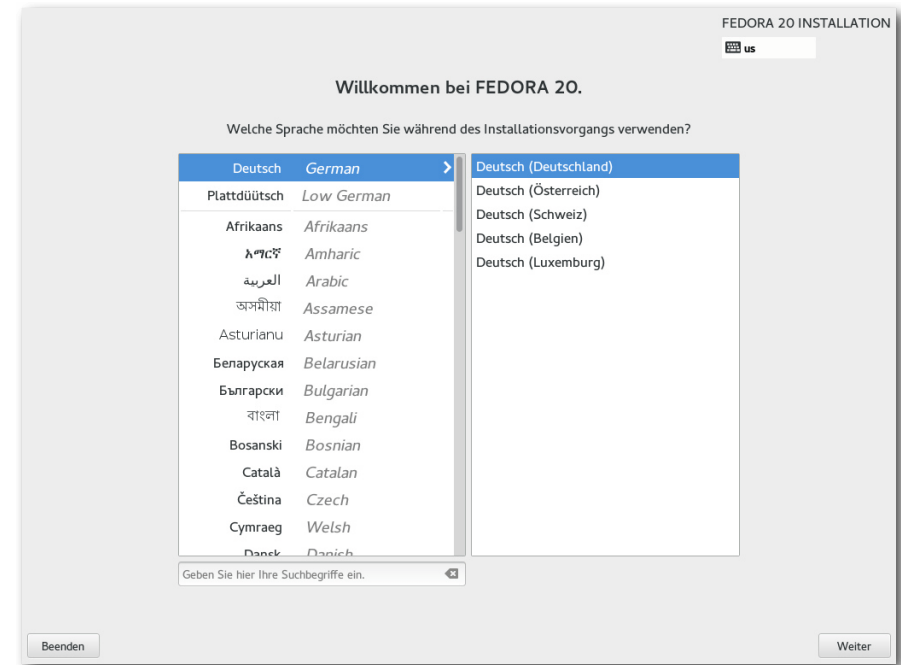 FEDORA 20 INSTALLATION
us
Willkommen bei FEDORA 20.
Welche Sprache möchten Sie während des Installationsvorgangs verwenden?
Deutsch German
Plattdüütsch Low German
Afrikaans Afrikaans
አማርኛ Amharic
العربية Arabic
অসমীয়া Assamese
Asturianu Asturian
Беларуская Belarusian
Български Bulgarian
বাংলা Bengali
Bosanski Bosnian
Català Catalan
Čeština Czech
Cymraeg Welsh
Dansk Danish
Deutsch (Deutschland)
Deutsch (Österreich)
Deutsch (Schweiz)
Deutsch (Belgien)
Deutsch (Luxemburg)
Geben Sie hier Ihre Suchbegriffe ein.
Beenden
Weiter